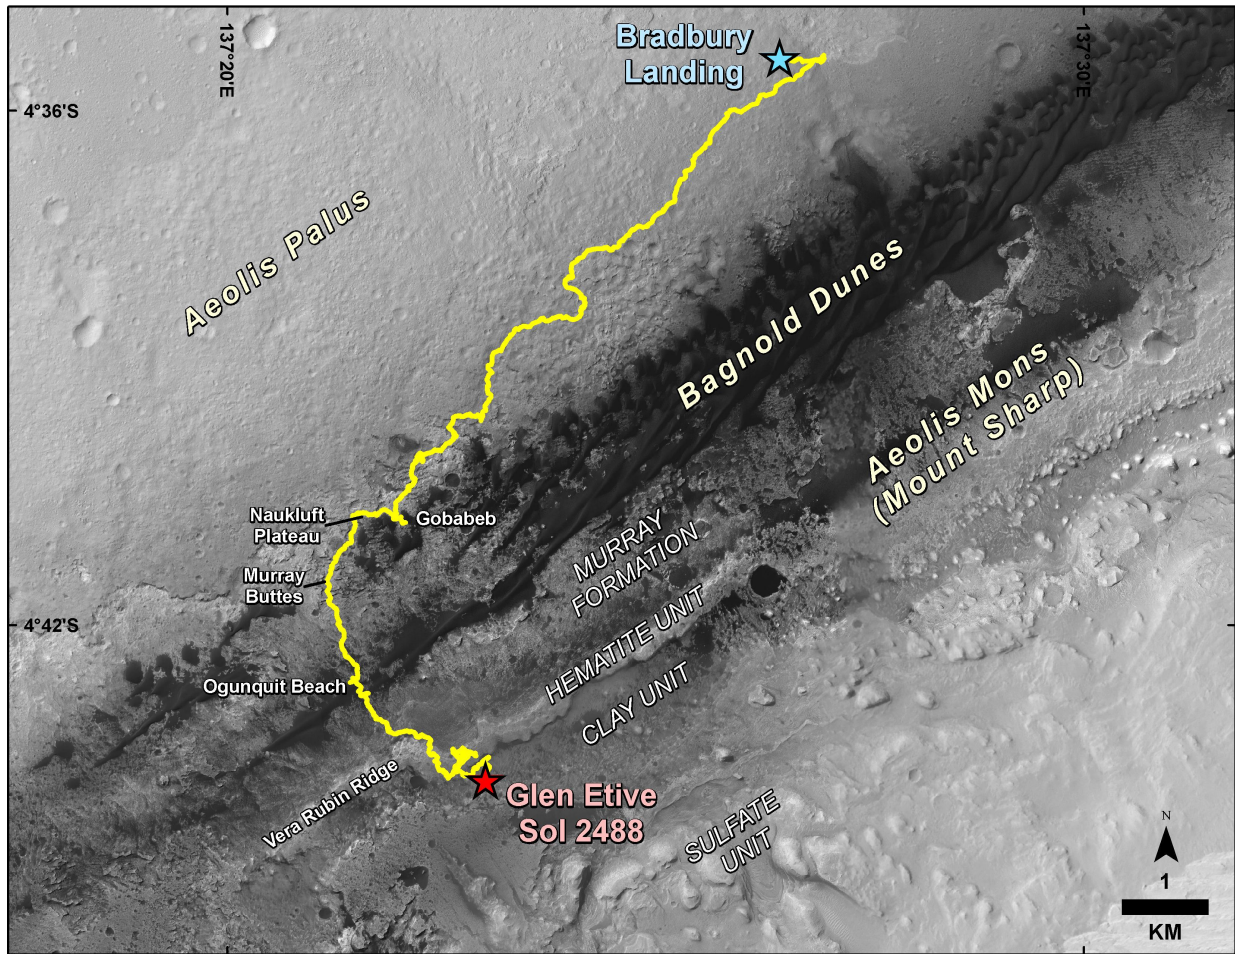 137°20'E
137°30'E
Bradbury
Landing
4°36'S
Aeolis Palus
Bagnold Dunes
Aeolis Mons
(Mount Sharp)
Naukluft
Plateau
Gobabeb
MURRAY
FORMATION
Murray
Buttes
HEMATITE UNIT
4°42'S
CLAY UNIT
Ogunquit Beach
Vera Rubin Ridge
Glen Etive
Sol 2488
SULFATE
UNIT
N
1
KM